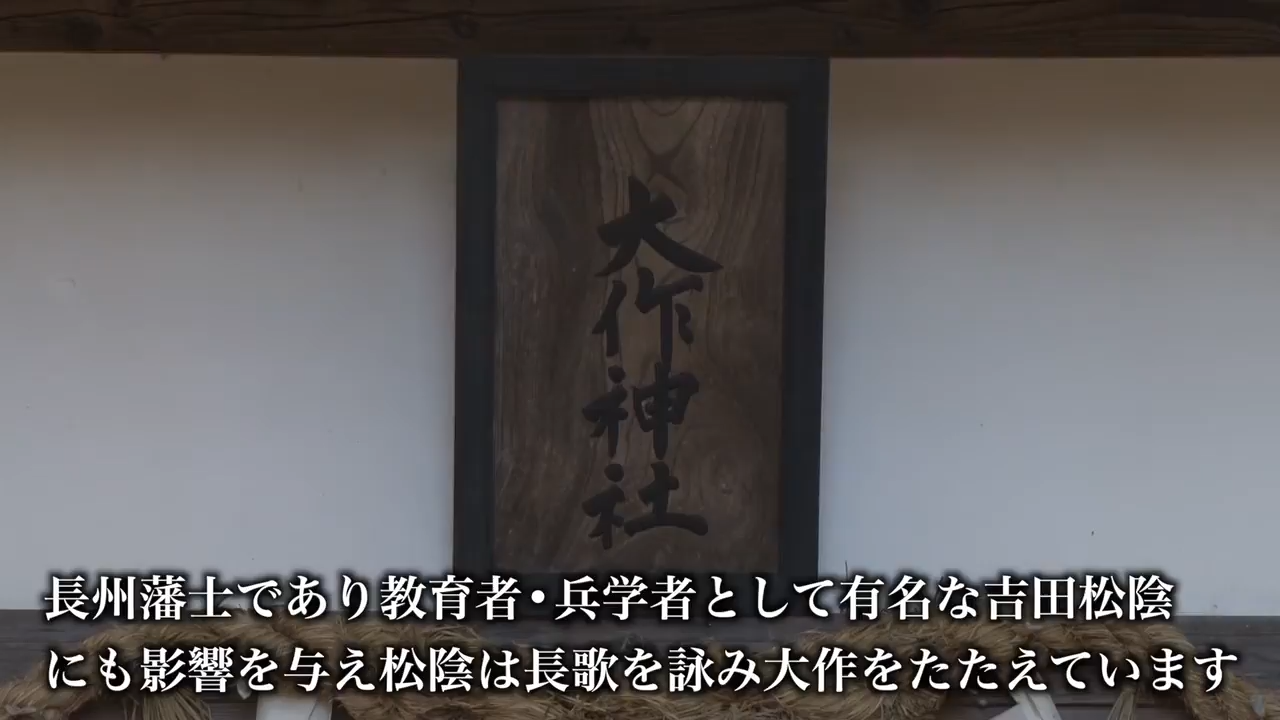 大作神社
長州藩士であり教育者・兵学者として有名な吉田松陰
にも影響を与え松陰は長歌を詠み大作をたたえています